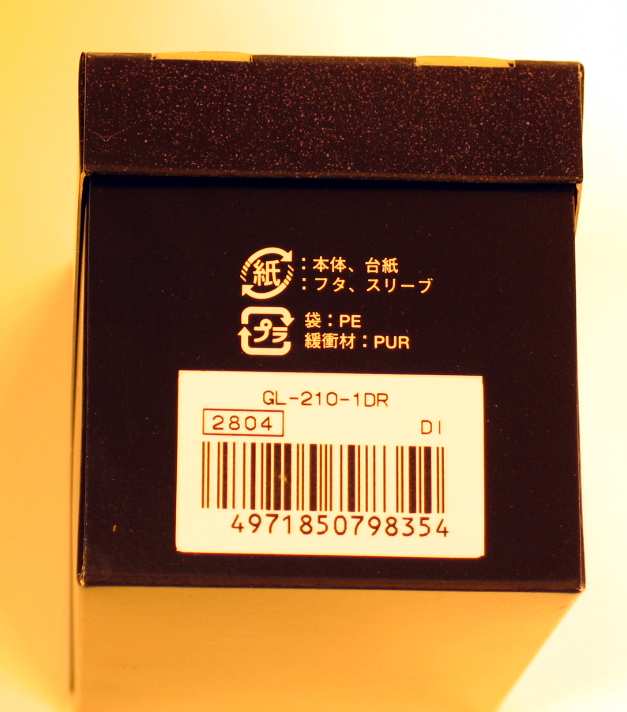 紙：本体、台紙
：フタ、スリーブ
プラ 袋：PE
緩衝材：PUR
GL-210-1DR
2804 DI
4971850798354